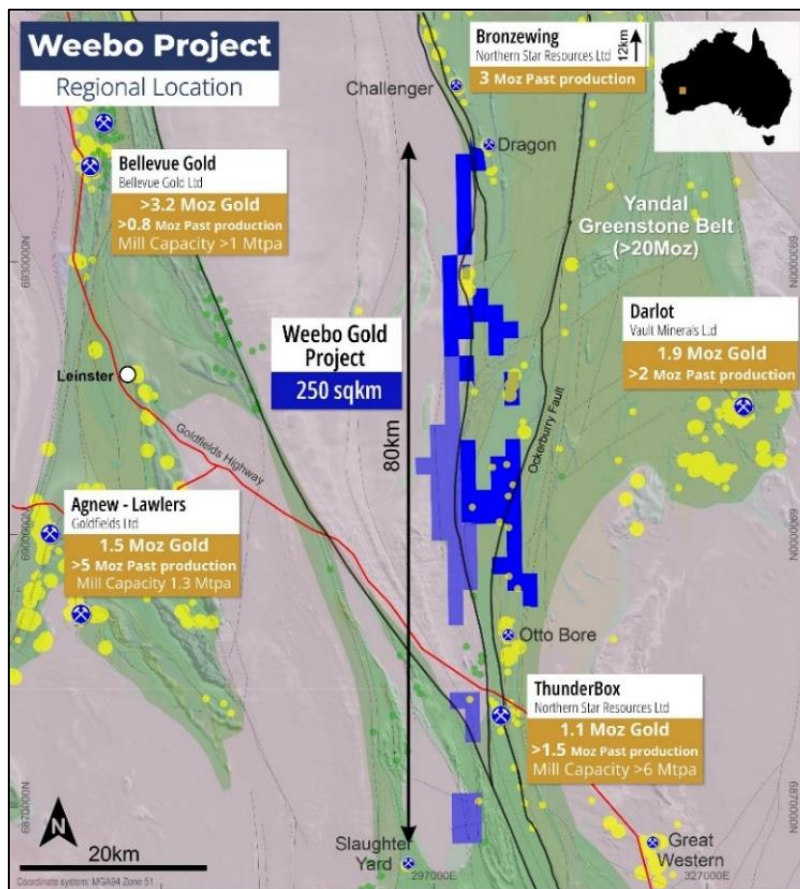 Weebo Project
Regional Location
Bronzewing
Northern Star Resources Ltd
3 Moz Past production
12km
Challenger
Dragon
Bellevue Gold
Bellevue Gold Ltd
>3.2 Moz Gold
>0.8 Moz Past production
Mill Capacity >1 Mtpa
Yandal
Greenstone Belt
(>20Moz)
6930000N
6930000N
Weebo Gold
Project
250 sqkm
Darlot
Vault Minerals Ltd
1.9 Moz Gold
>2 Moz Past production
Leinster
Goldfields Highway
80km
Ockerburry Fault
Agnew - Lawlers
Goldfields Ltd
1.5 Moz Gold
>5 Moz Past production
Mill Capacity 1.3 Mtpa
6900000N
6900000N
Otto Bore
ThunderBox
Northern Star Resources Ltd
1.1 Moz Gold
>1.5 Moz Past production
Mill Capacity >6 Mtpa
6870000N
6870000N
N
20km
Slaughter
Yard
Great
Western
297000E
327000E
Coordinate system: MGA94 Zone 51